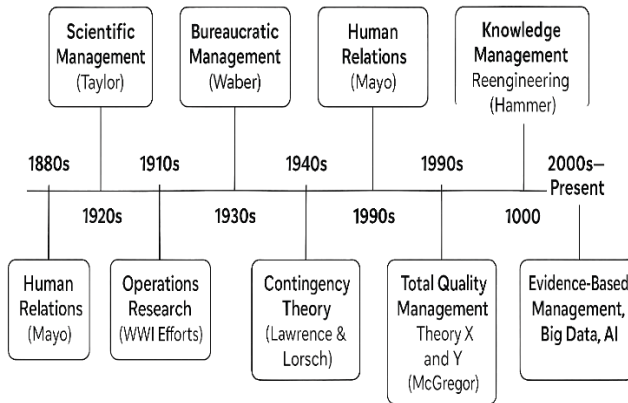 Scientific
Management
(Taylor)
Bureaucratic
Management
(Waber)
Human
Relations
(Mayo)
Knowledge
Management
Reengineering
(Hammer)
1880s
1910s
1940s
1990s
2000s—
Present
1920s
1930s
1990s
1000
Human
Relations
(Mayo)
Operations
Research
(WWI Efforts)
Contingency
Theory
(Lawrence &
Lorsch)
Total Quality
Management
Theory X
and Y
(McGregor)
Evidence-Based
Management,
Big Data, AI